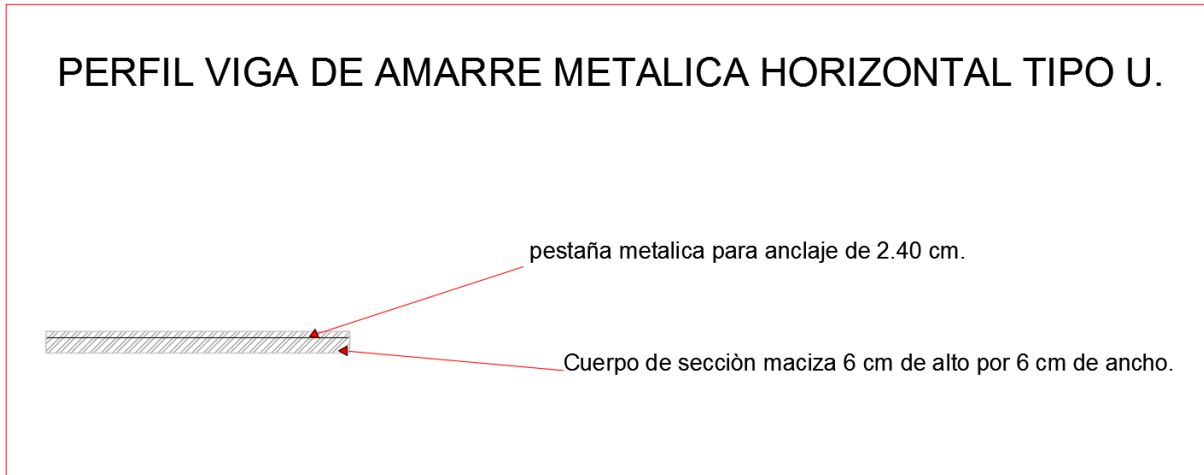 PERFIL VIGA DE AMARRE METALICA HORIZONTAL TIPO U.
pestaña metalica para anclaje de 2.40 cm.
Cuerpo de secciòn maciza 6 cm de alto por 6 cm de ancho.